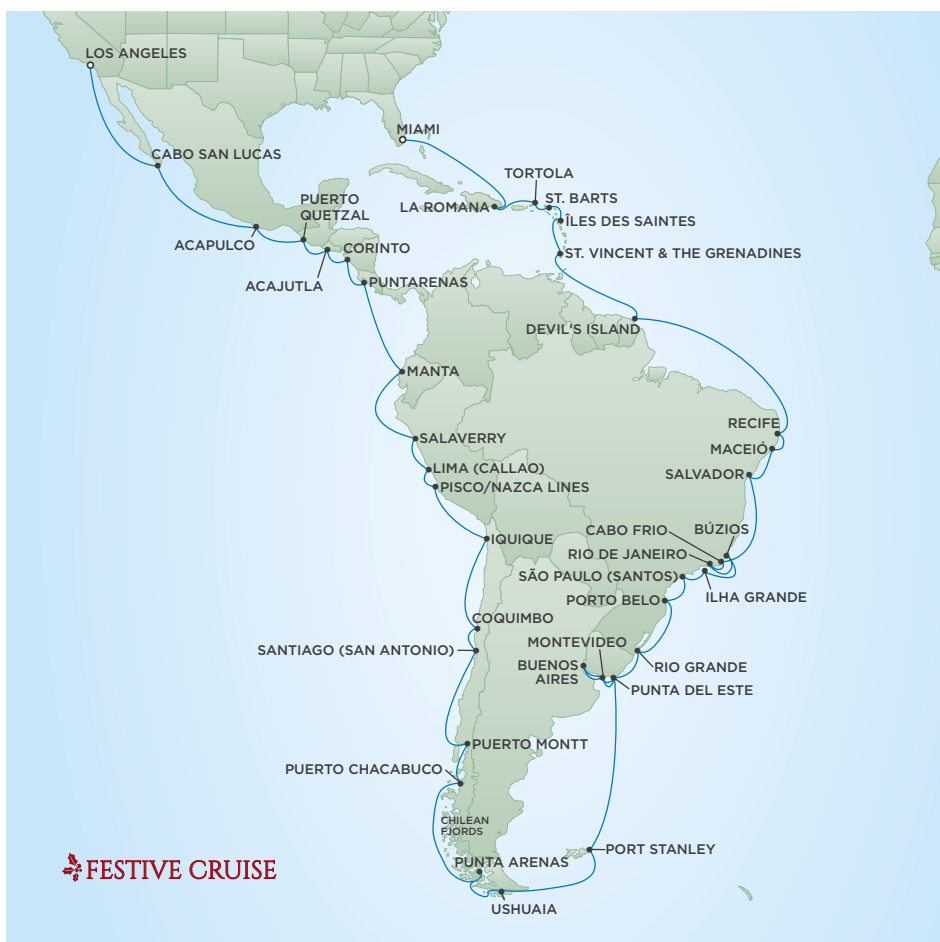 LOS ANGELES
MIAMI
CABO SAN LUCAS
TORTOLA
ST. BARTS
PUERTO
QUETZAL
LA ROMANA
ÎLES DES SAINTES
ACAPULCO
CORINTO
ST. VINCENT & THE GRENADINES
ACAJUTLA
PUNTARENAS
DEVIL'S ISLAND
MANTA
RECIFE
SALAVERRY
MACEIÓ
LIMA (CALLAO)
SALVADOR
PISCO/NAZCA LINES
CABO FRIO
BÚZIOS
IQUIQUE
RIO DE JANEIRO
SÃO PAULO (SANTOS)
ILHA GRANDE
PORTO BELO
COQUIMBO
MONTEVIDEO
SANTIAGO (SAN ANTONIO)
BUENOS
AIRES
RIO GRANDE
PUNTA DEL ESTE
PUERTO MONTT
PUERTO CHACABUCO
CHILEAN
FJORDS
PORT STANLEY
PUNTA ARENAS
FESTIVE CRUISE
USHUAIA